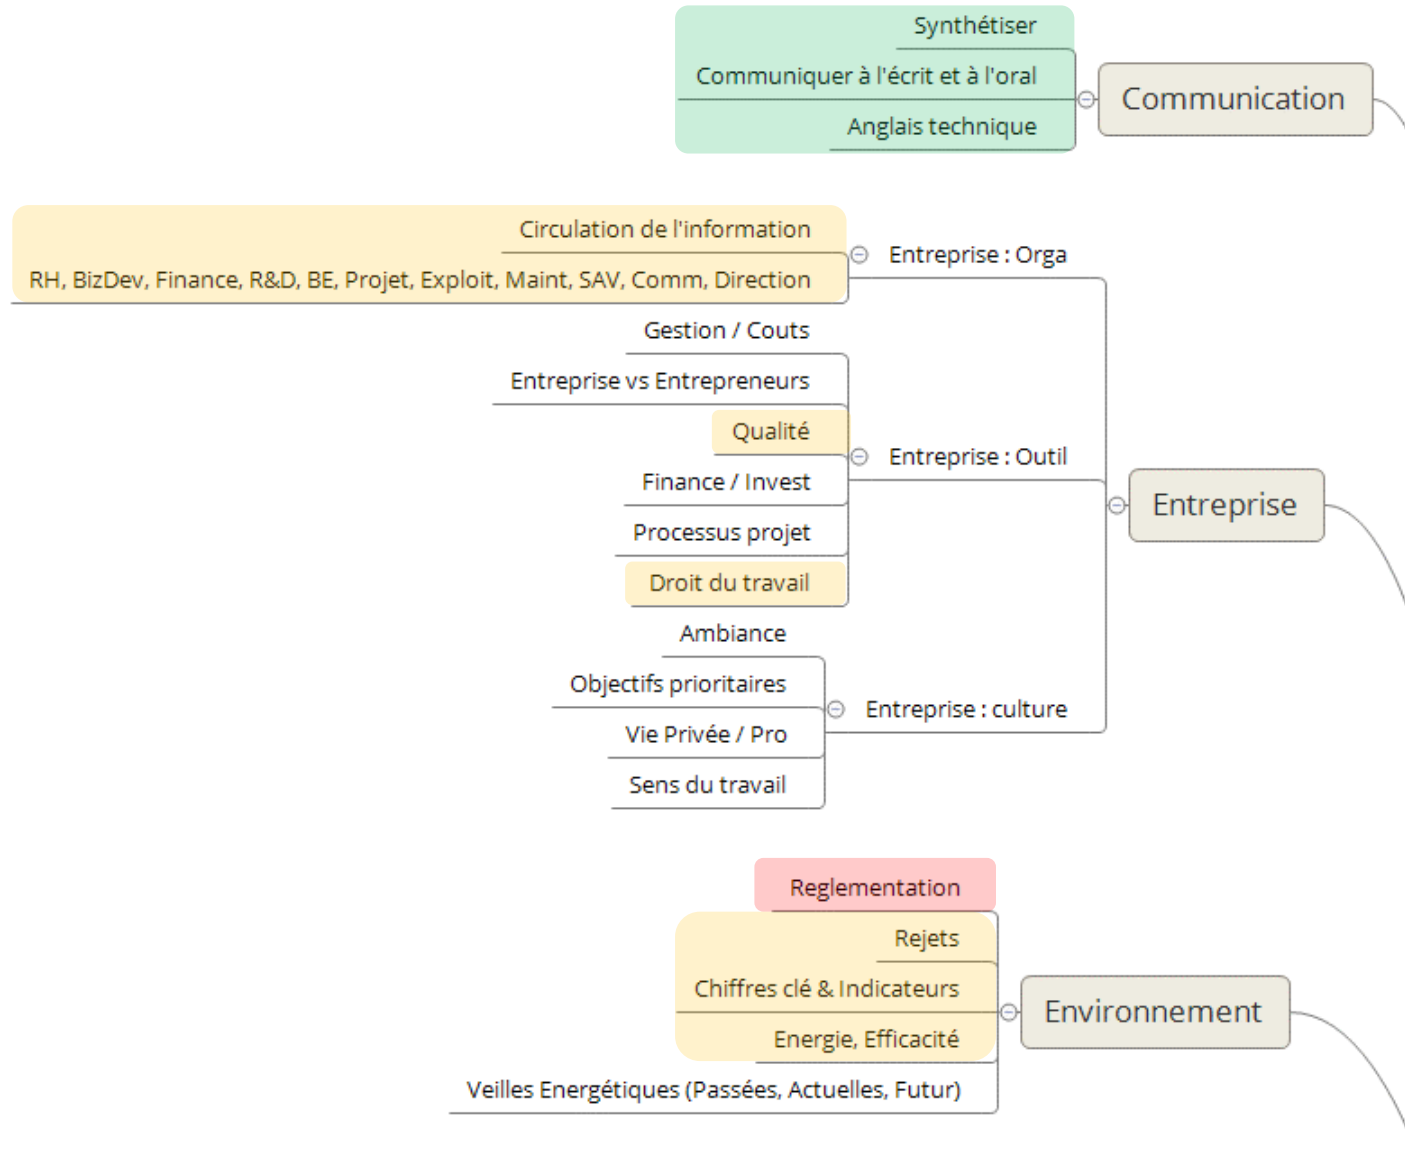 Synthétiser
Communiquer à l'écrit et à l'oral
Anglais technique
Communication
Circulation de l'information
RH, BizDev, Finance, R&D, BE, Projet, Exploit, Maint, SAV, Comm, Direction
Entreprise : Orga
Gestion / Couts
Entreprise vs Entrepreneurs
Qualité
Finance / Invest
Processus projet
Droit du travail
Entreprise : Outil
Ambiance
Objectifs prioritaires
Vie Privée / Pro
Sens du travail
Entreprise : culture
Entreprise
Reglementation
Rejets
Chiffres clé & Indicateurs
Energie, Efficacité
Veilles Energétiques (Passées, Actuelles, Futur)
Environnement